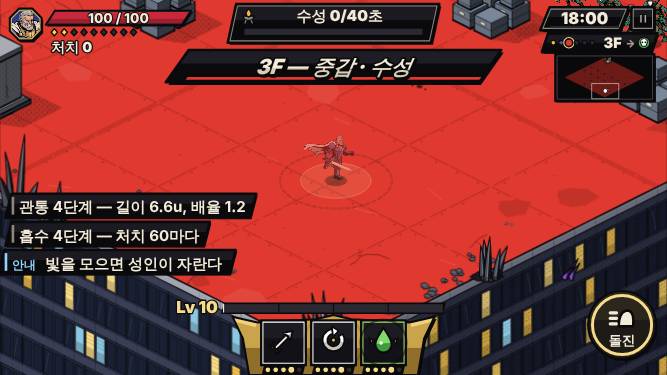 100 / 100
처치 0
수성 0/40초
18:00
3F
3F — 중갑 · 수성
관통 4단계 — 길이 6.6u, 배율 1.2
흡수 4단계 — 처치 60마다
안내 빛을 모으면 성인이 자란다
Lv 10
돌진